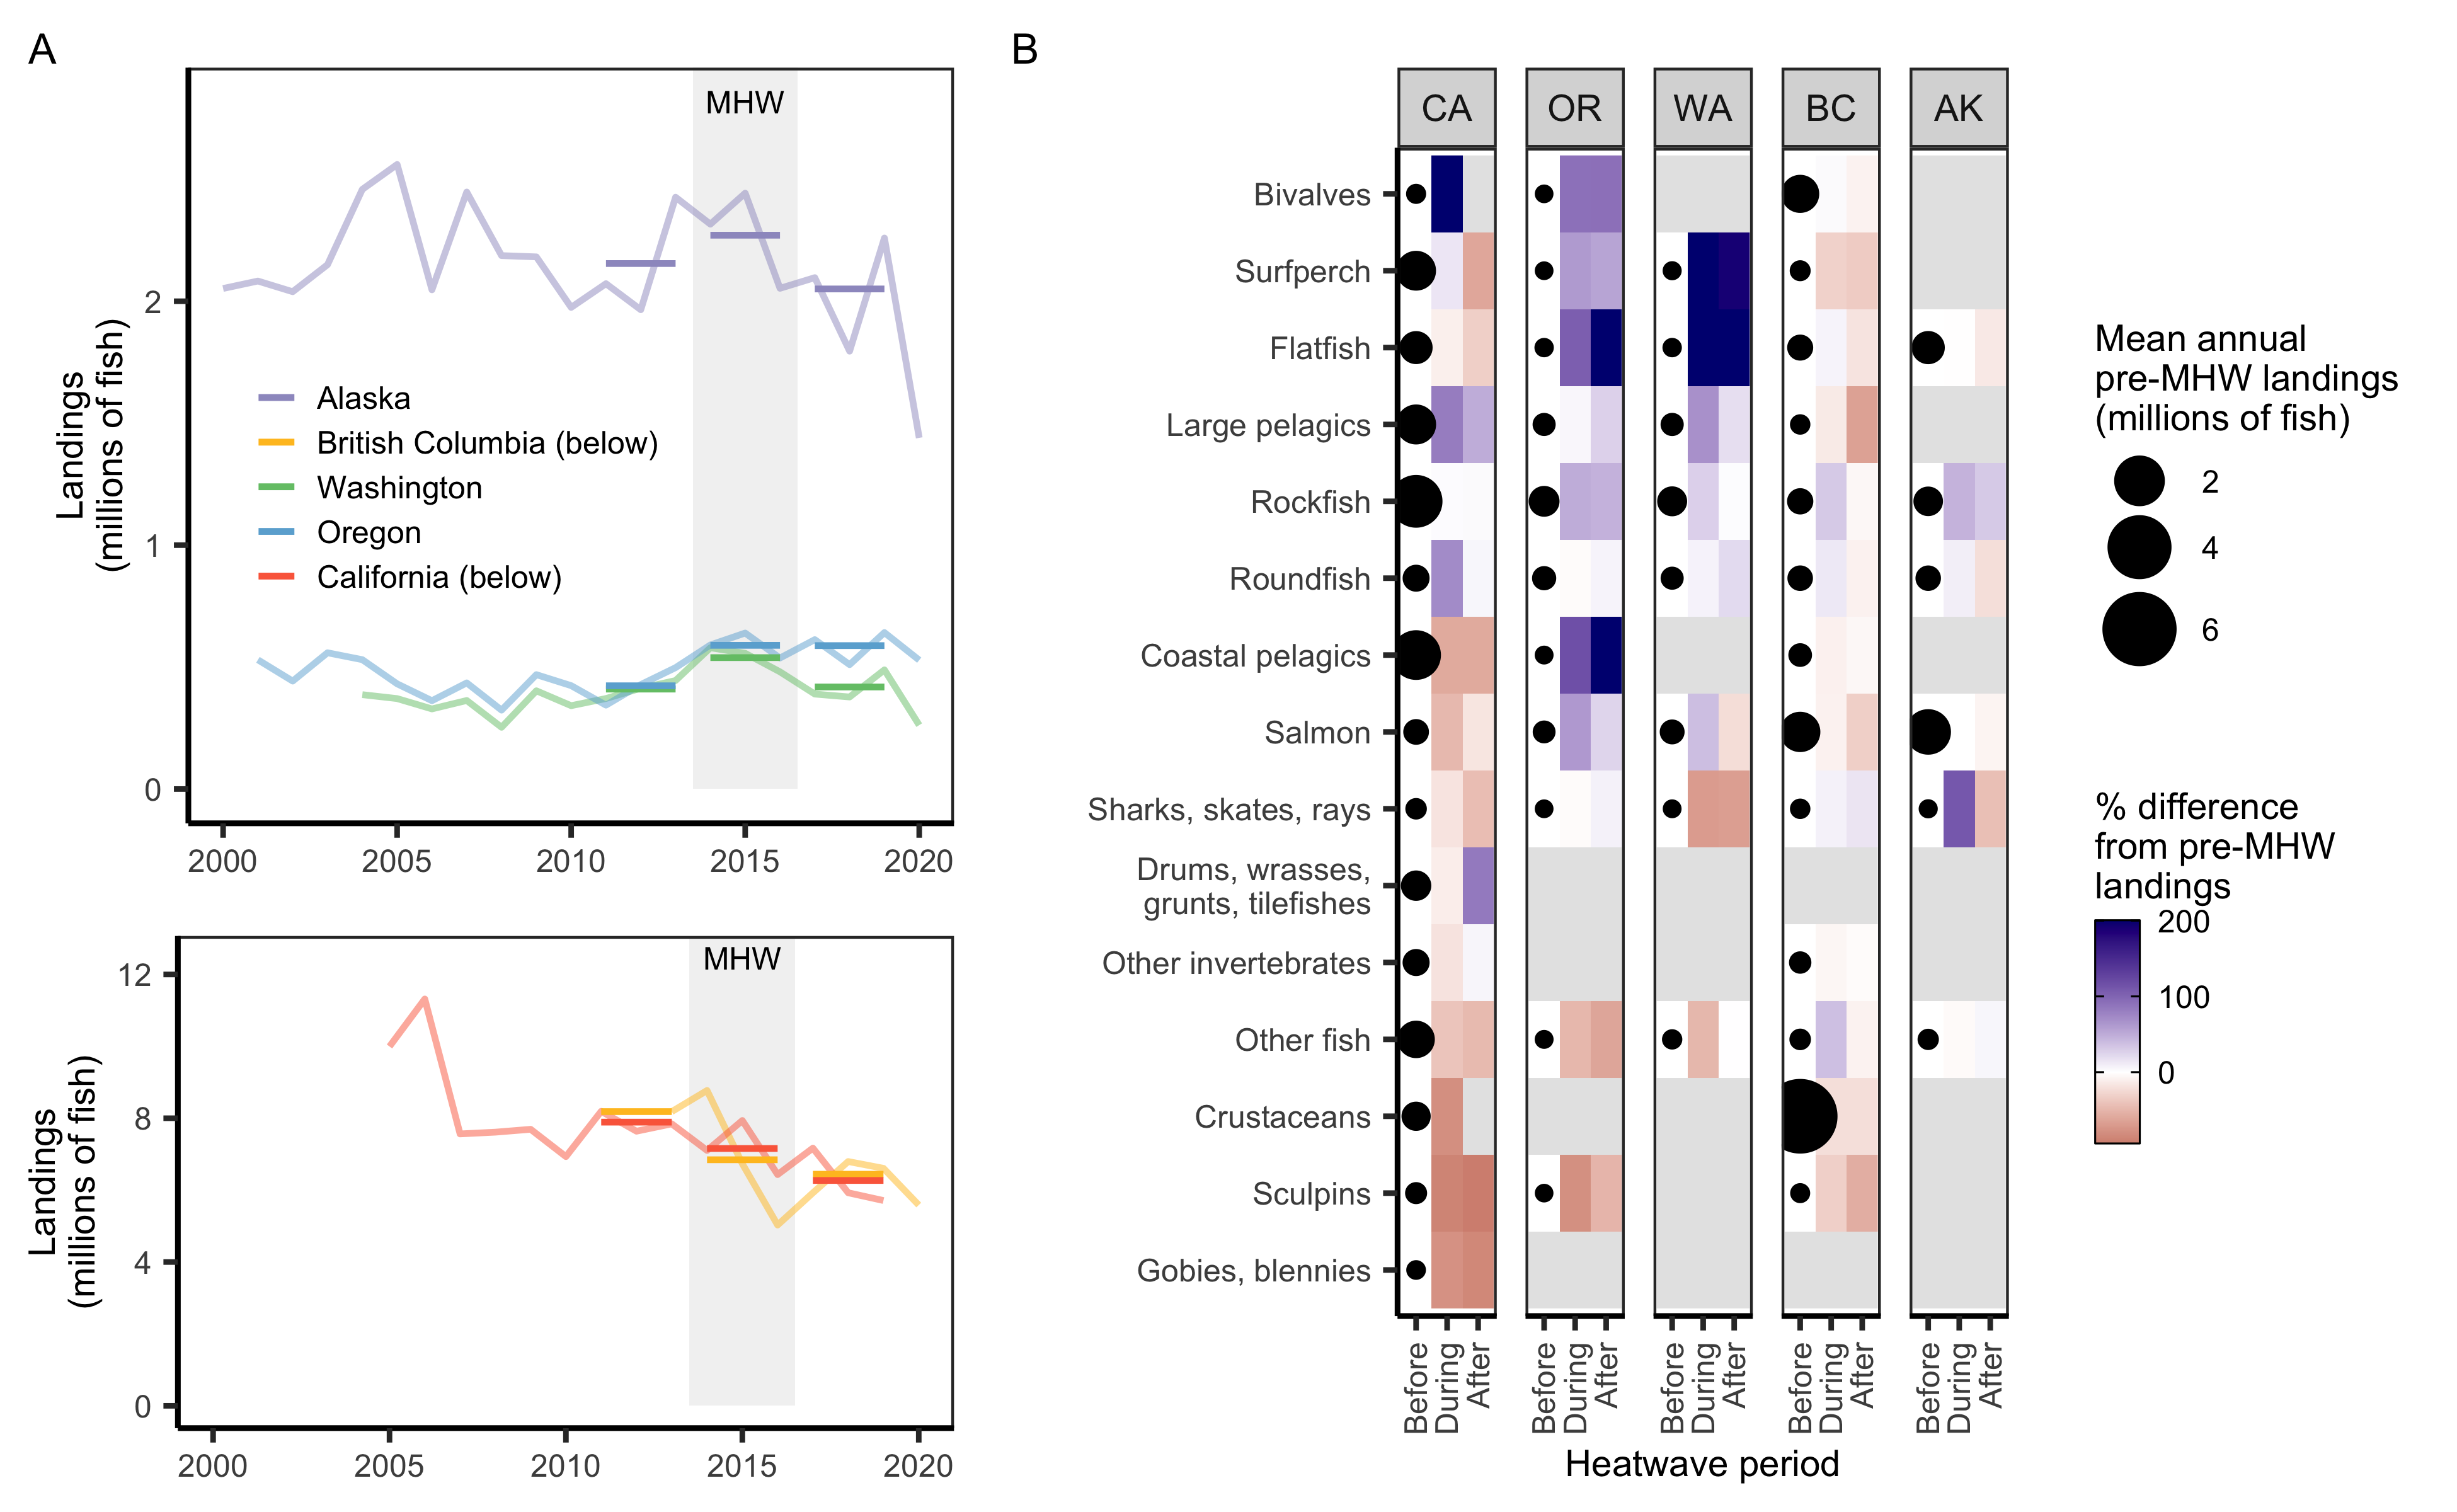 A
MHW
Landings
(millions of fish)
2
1
0
Alaska
British Columbia (below)
Washington
Oregon
California (below)
2000
2005
2010
2015
2020
MHW
Landings
(millions of fish)
12
8
4
0
2000
2005
2010
2015
2020
B
CA
OR
WA
BC
AK
Bivalves
Surfperch
Flatfish
Large pelagics
Rockfish
Roundfish
Coastal pelagics
Salmon
Sharks, skates, rays
Drums, wrasses,
grunts, tilefishes
Other invertebrates
Other fish
Crustaceans
Sculpins
Gobies, blennies
Before
During
After
Before
During
After
Before
During
After
Before
During
After
Before
During
After
Heatwave period
Mean annual
pre-MHW landings
(millions of fish)
2
4
6
% difference
from pre-MHW
landings
200
100
0